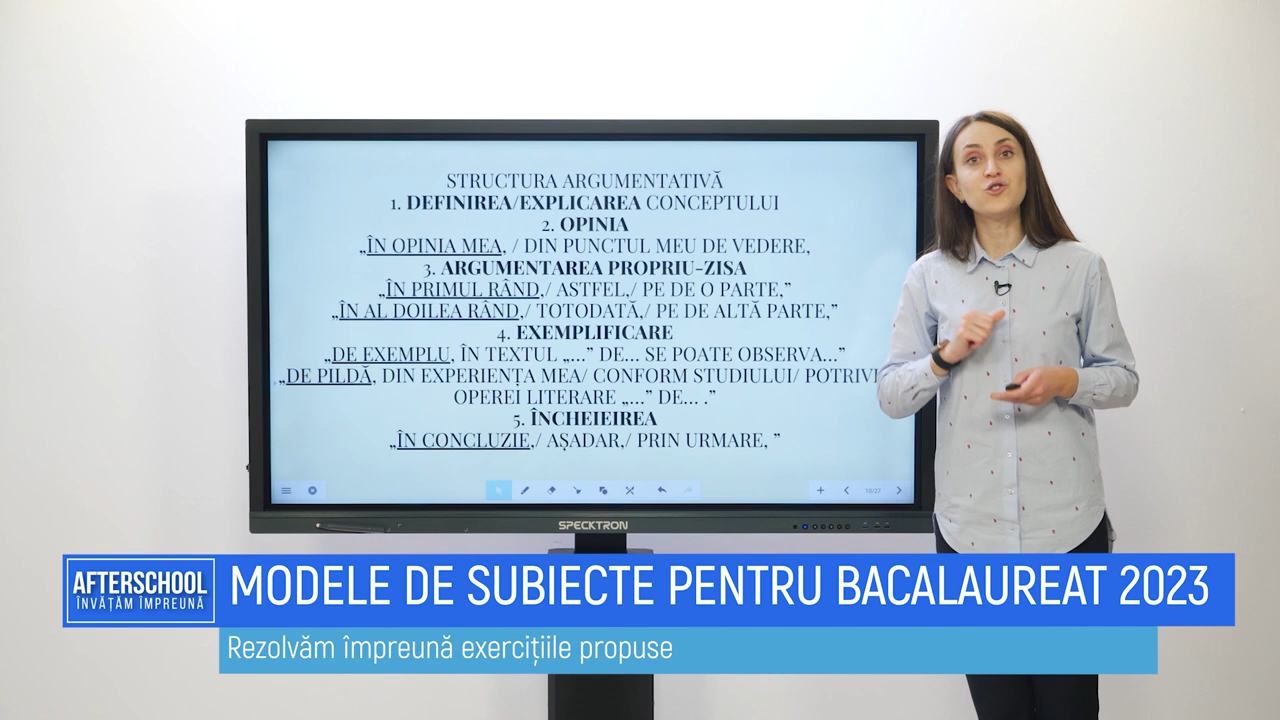 STRUCTURA ARGUMENTATIVĂ
1. DEFINIREA/EXPLICAREA CONCEPTULUI
2. OPINIA
„ÎN OPINIA MEA, / DIN PUNCTUL MEU DE VEDERE,
3. ARGUMENTAREA PROPRIU-ZISA
„ÎN PRIMUL RÂND,/ ASTFEL,/ PE DE O PARTE,”
„ÎN AL DOILEA RÂND,/ TOTODATĂ,/ PE DE ALTĂ PARTE,”
4. EXEMPLIFICARE
„DE EXEMPLU, ÎN TEXTUL „...” DE... SE POATE OBSERVA...”
„DE PILDĂ, DIN EXPERIENȚA MEA/ CONFORM STUDIULUI/
OPEREI LITERARE „...” DE... .”
5. ÎNCHEIEIREA
„ÎN CONCLUZIE,/ AȘADAR,/ PRIN URMARE, ”
10/27
SPECKTRON
AFTERSCHOOL
ÎNVĂȚĂM ÎMPREUNĂ
MODELE DE SUBIECTE PENTRU BACALAUREAT 2023
Rezolvăm împreună exercițiile propuse